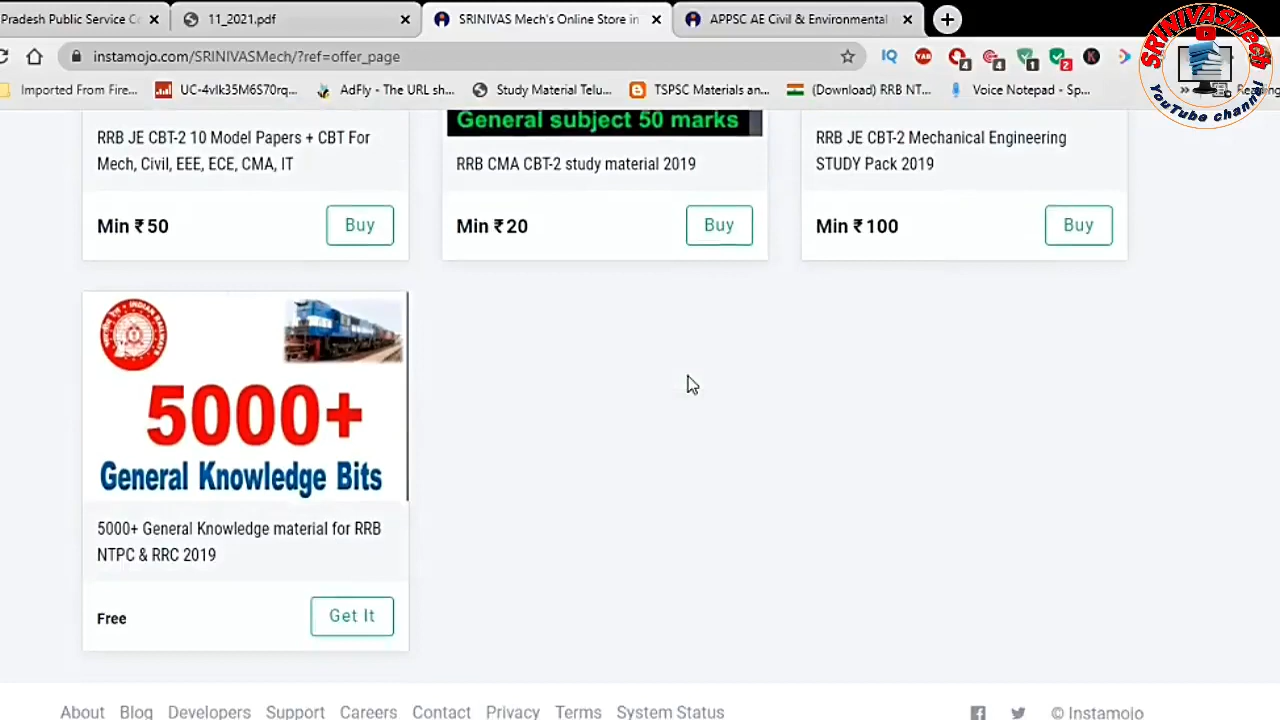 Pradesh Public Service Co
11_2021.pdf
SRINIVAS Mech's Online Store in
APPSC AE Civil & Environmental
instamojo.com/SRINIVASMech/?ref=offer_page
Imported From Fire...
UC-4vlk35M6S70rq...
AdFly - The URL sh...
Stidy Material Telu...
TSPSC Materials an...
(Download) RRB NT...
Voice Notepad - Sp...
SRINIVASMech
YouTube channel
General subject 50 marks
RRB JE CBT-2 10 Model Papers + CBT For
Mech, Civil, EEE, ECE, CMA, IT
RRB CMA CBT-2 study material 2019
RRB JE CBT-2 Mechanical Engineering
STUDY Pack 2019
Min ₹ 50
Buy
Min ₹ 20
Buy
Min ₹ 100
Buy
5000+
General Knowledge Bits
5000+ General Knowledge material for RRB
NTPC & RRC 2019
Free
Get It
About Blog Developers Support Careers Contact Privacy Terms System Status
© Instamojo